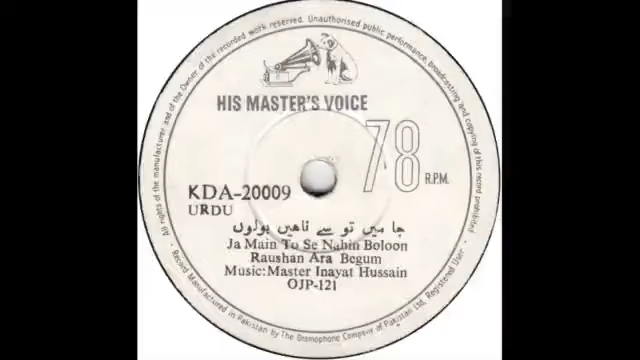 All rights of the manufacturer and of the Owner of the recorded work reserved. Unauthorised public performance, broadcasting and copying of this record prohibited
HIS MASTER'S VOICE
78 R.P.M.
KDA-20009
URDU
جا میں تو سے ناهیں بولوں
Ja Main To Se Nahin Boloon
Raushan Ara Begum
Music: Master Inayat Hussain
OJP-121
Record Manufactured in Pakistan by The Dismophone Company of Pakistan Ltd. Registered User